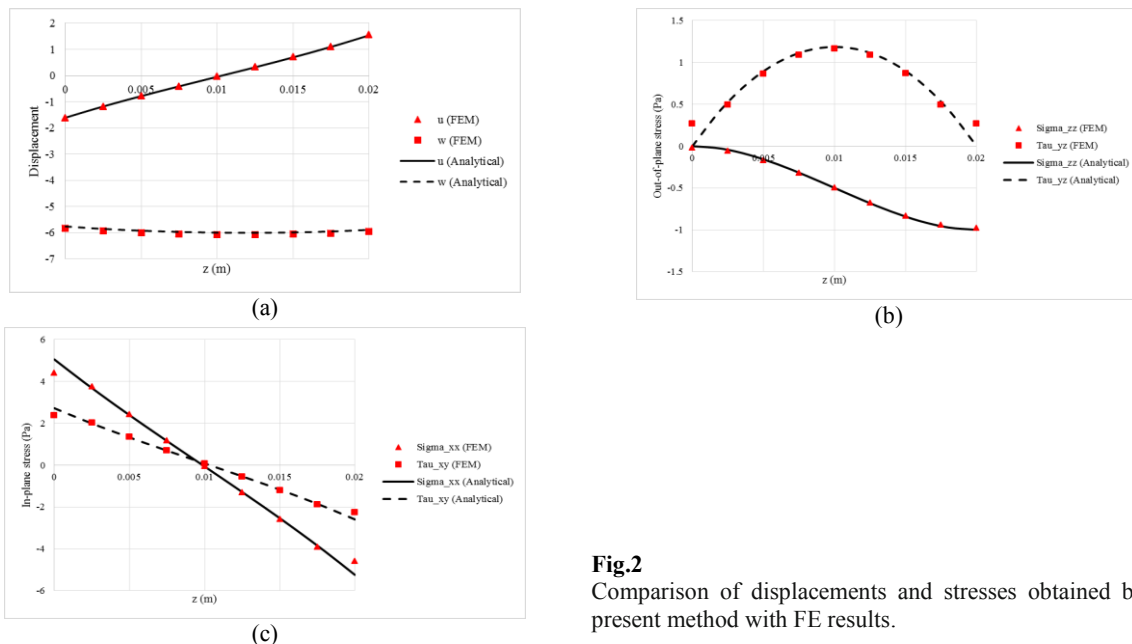 2
1
0
0
0.005
0.01
0.015
0.02
-1
-2
-3
-4
-5
-6
-7
Displacement
z (m)
u (FEM)
w (FEM)
u (Analytical)
w (Analytical)
(a)
1.5
1
0.5
0
0
0.005
0.01
0.015
0.02
-0.5
-1
-1.5
Out-of-plane stress (Pa)
z (m)
Sigma_zz (FEM)
Tau_yz (FEM)
Sigma_zz (Analytical)
Tau_yz (Analytical)
(b)
6
4
2
0
0
0.005
0.01
0.015
0.02
-2
-4
-6
In-plane stress (Pa)
z (m)
Sigma_xx (FEM)
Tau_xy (FEM)
Sigma_xx (Analytical)
Tau_xy (Analytical)
(c)
Fig.2
Comparison of displacements and stresses obtained b
present method with FE results.